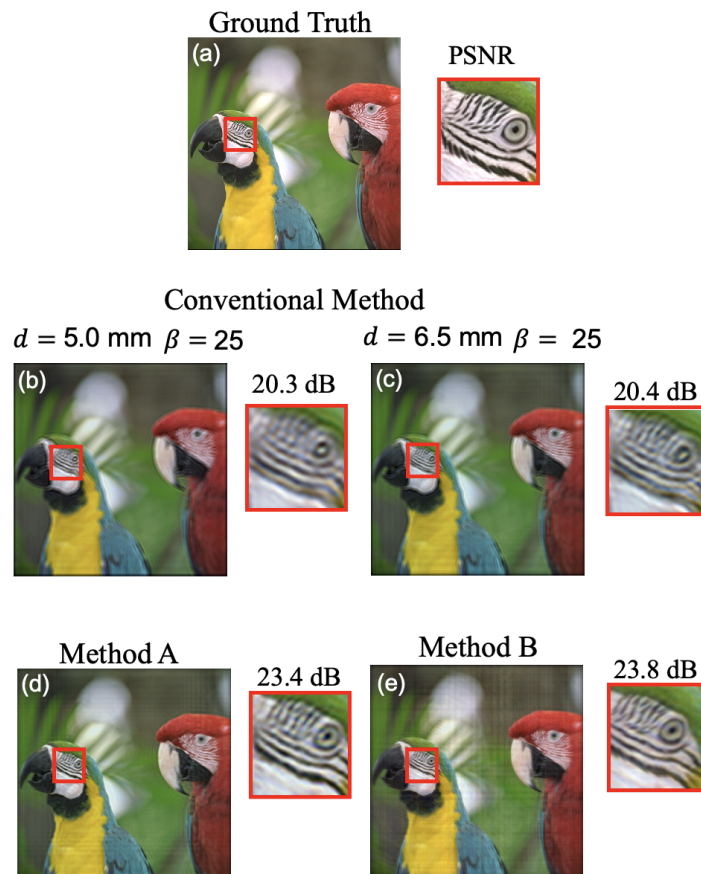 Ground Truth
(a)
PSNR
Conventional Method
d = 5.0 mm β = 25
d = 6.5 mm β = 25
(b)
20.3 dB
(c)
20.4 dB
Method A
Method B
(d)
23.4 dB
(e)
23.8 dB